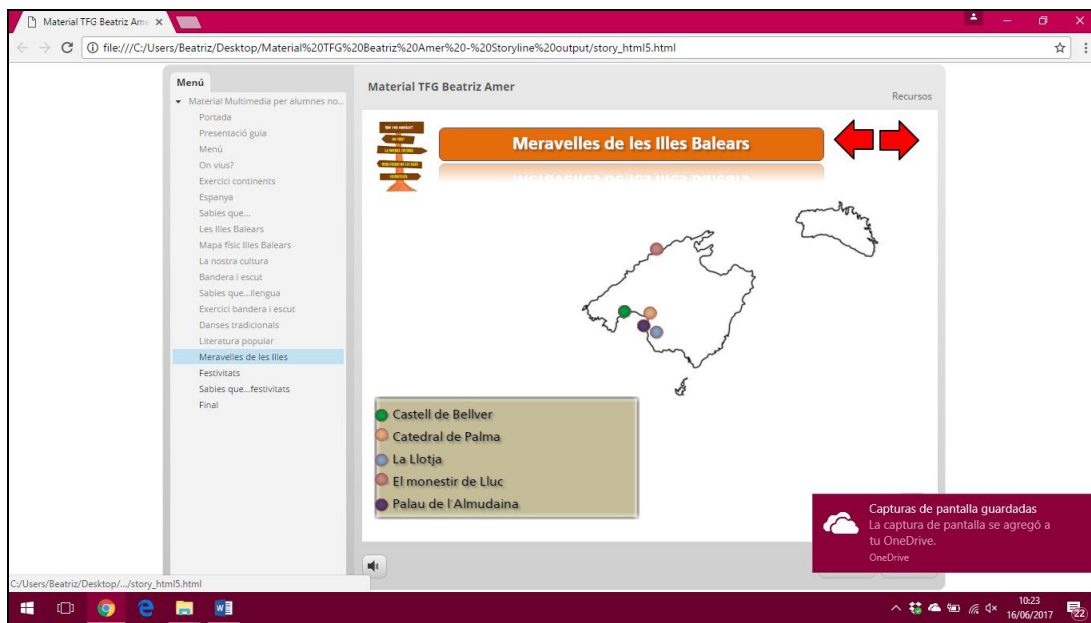 Material TFG Beatriz Ame
file:///C:/Users/Beatriz/Desktop/Material%20TFG%20Beatriz%20Amer%20-%20Storyline%20output/story_html5.html
Menú
Material Multimedia per alumnes no...
Portada
Presentació guia
Menú
On vius?
Exercici continents
Espanya
Sabies que...
Les Illes Balears
Mapa físic Illes Balears
La nostra cultura
Bandera i escut
Sabies que...llengua
Exercici bandera i escut
Danses tradicionals
Literatura popular
Meravelles de les Illes
Festivitats
Sabies que...festivitats
Final
Material TFG Beatriz Amer
Recursos
Meravelles de les Illes Balears
Castell de Bellver
Catedral de Palma
La Llotja
El monestir de Lluc
Palau de l'Almudaina
Capturas de pantalla guardadas
La captura de pantalla se agregó a
tu OneDrive.
OneDrive
C:/Users/Beatriz/Desktop/.../story_html5.html
10:23
16/06/2017
22